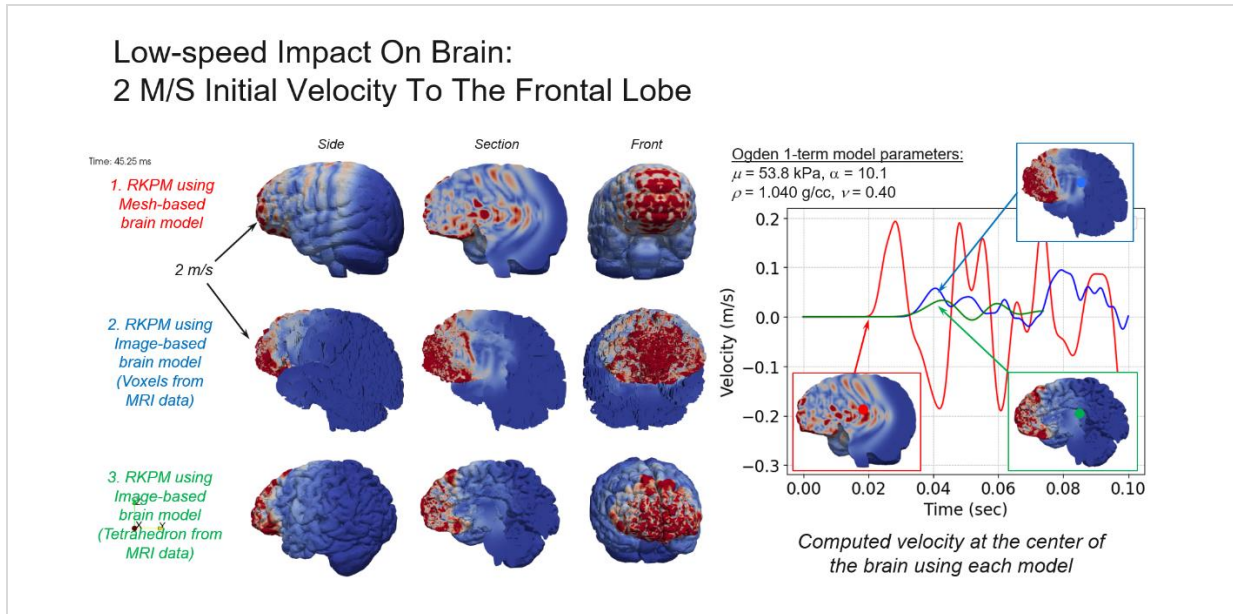 Low-speed Impact On Brain:
2 M/S Initial Velocity To The Frontal Lobe
Side
Section
Front
Time: 45.25 ms
1. RKPM using
Mesh-based
brain model
2 m/s
2. RKPM using
Image-based
brain model
(Voxels from
MRI data)
3. RKPM using
Image-based
brain model
(Tetrahedron from
MRI data)
X
Y
Ogden 1-term model parameters:
μ = 53.8 kPa, α = 10.1
ρ = 1.040 g/cc, ν = 0.40
Velocity (m/s)
0.2
0.1
0.0
−0.1
−0.2
−0.3
0.00
0.02
0.04
0.06
0.08
0.10
Time (sec)
Computed velocity at the center of
the brain using each model